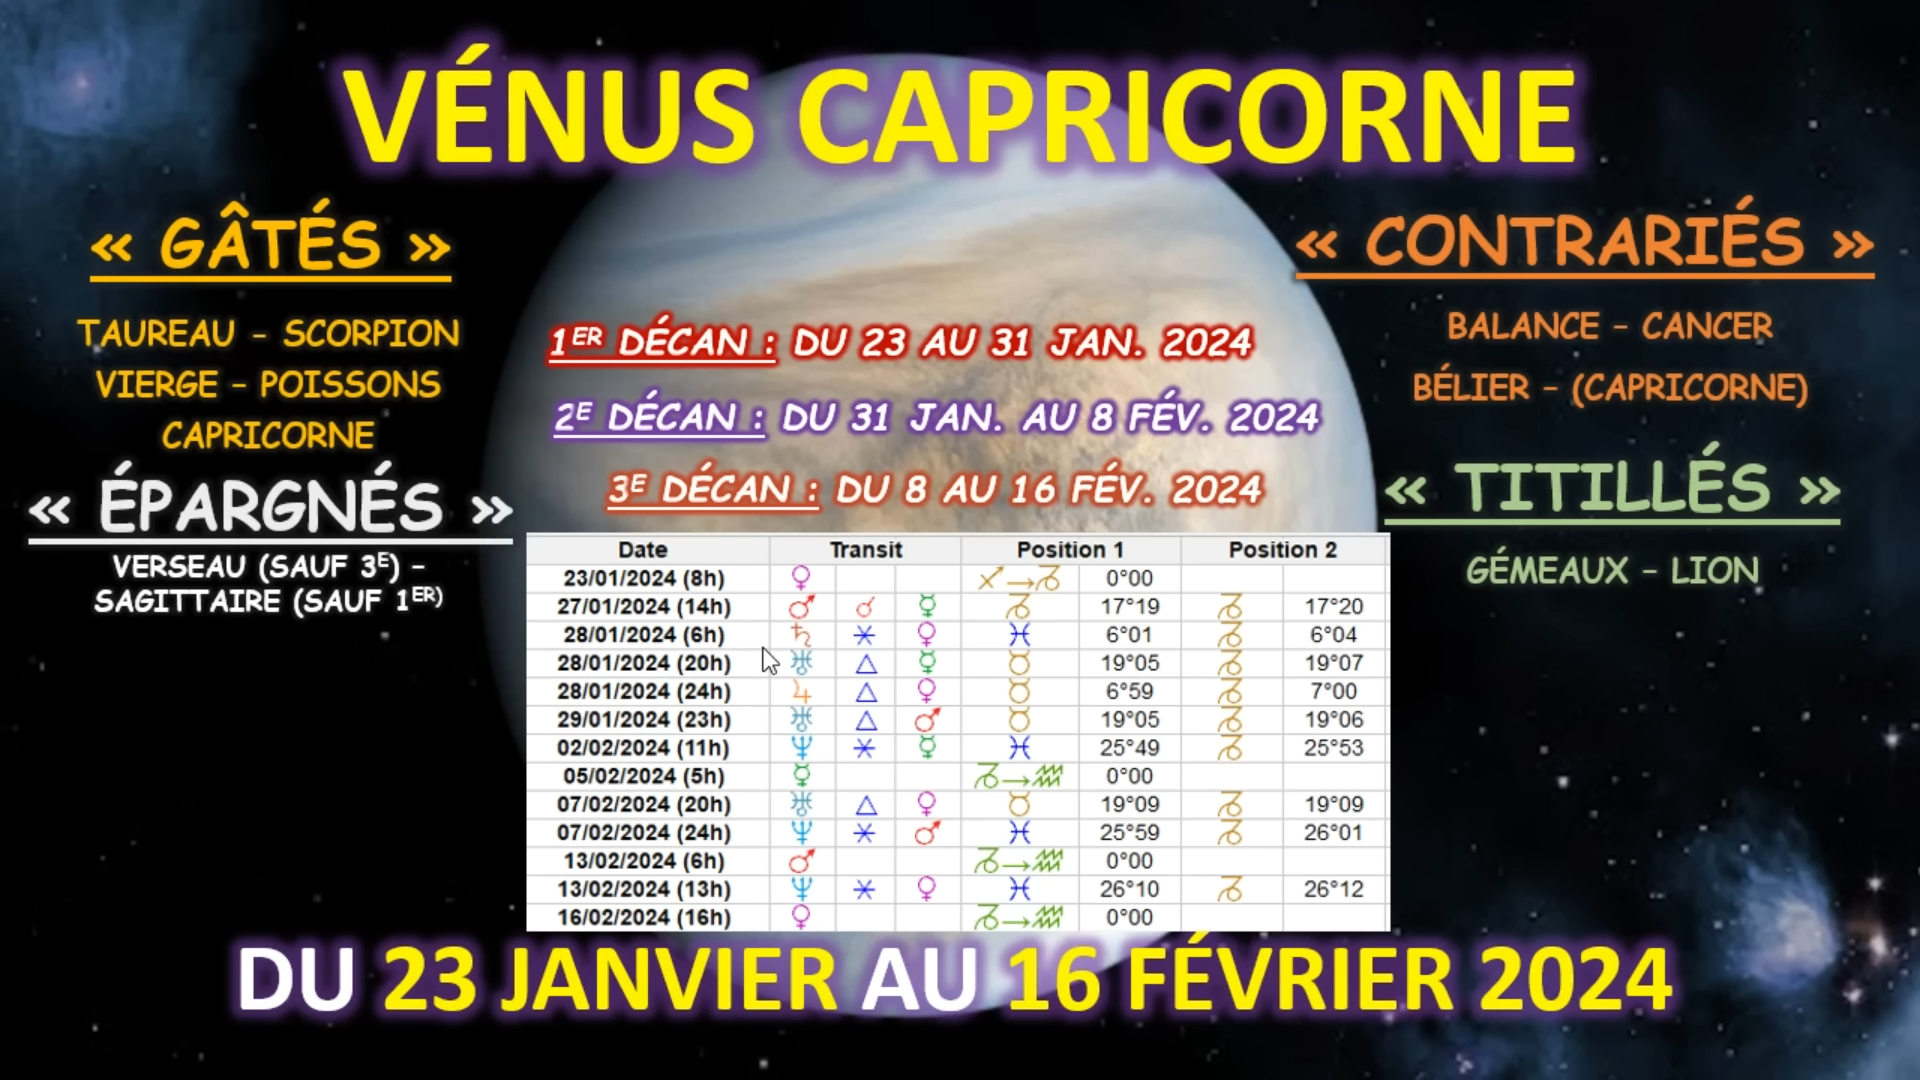 VÉNUS CAPRICORNE
« GÂTÉS »
TAUREAU – SCORPION
VIERGE – POISSONS
CAPRICORNE
« ÉPARGNÉS »
VERSEAU (SAUF 3E) –
SAGITTAIRE (SAUF 1ER)
1ER DÉCAN : DU 23 AU 31 JAN. 2024
2E DÉCAN : DU 31 JAN. AU 8 FÉV. 2024
3E DÉCAN : DU 8 AU 16 FÉV. 2024
« CONTRARIÉS »
BALANCE – CANCER
BÉLIER – (CAPRICORNE)
« TITILLÉS »
GÉMEAUX – LION
Date Transit Position 1 Position 2
23/01/2024 (8h) ♀ ♐→♑ 0°00
27/01/2024 (14h) ♂ ☌ ☿ ♑ 17°19 ♑ 17°20
28/01/2024 (6h) ♄ ⚹ ♀ ♓ 6°01 ♑ 6°04
28/01/2024 (20h) ♅ △ ☿ ♉ 19°05 ♑ 19°07
28/01/2024 (24h) ♃ △ ♀ ♉ 6°59 ♑ 7°00
29/01/2024 (23h) ♅ △ ♂ ♉ 19°05 ♑ 19°06
02/02/2024 (11h) ♆ ⚹ ☿ ♓ 25°49 ♑ 25°53
05/02/2024 (5h) ☿ ♑→♒ 0°00
07/02/2024 (20h) ♅ △ ♀ ♉ 19°09 ♑ 19°09
07/02/2024 (24h) ♆ ⚹ ♂ ♓ 25°59 ♑ 26°01
13/02/2024 (6h) ♂ ♑→♒ 0°00
13/02/2024 (13h) ♆ ⚹ ♀ ♓ 26°10 ♑ 26°12
16/02/2024 (16h) ♀ ♑→♒ 0°00
DU 23 JANVIER AU 16 FÉVRIER 2024